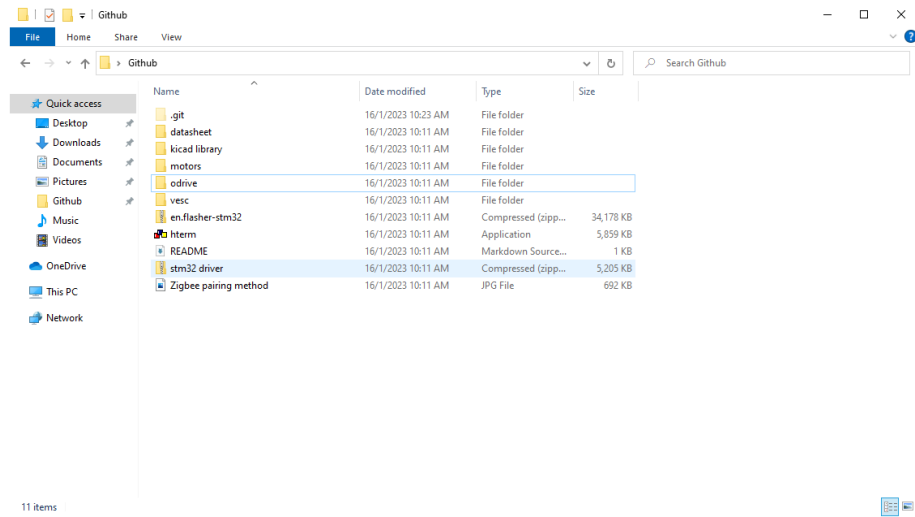 Github
File Home Share View
Github
Search Github
Name Date modified Type Size
Quick access
Desktop
Downloads
Documents
Pictures
Github
Music
Videos
OneDrive
This PC
Network
.git 16/1/2023 10:23 AM File folder
datasheet 16/1/2023 10:11 AM File folder
kicad library 16/1/2023 10:11 AM File folder
motors 16/1/2023 10:11 AM File folder
odrive 16/1/2023 10:11 AM File folder
vesc 16/1/2023 10:11 AM File folder
en.flasher-stm32 16/1/2023 10:11 AM Compressed (zipp... 34,178 KB
hterm 16/1/2023 10:11 AM Application 5,859 KB
README 16/1/2023 10:11 AM Markdown Source... 1 KB
stm32 driver 16/1/2023 10:11 AM Compressed (zipp... 5,205 KB
Zigbee pairing method 16/1/2023 10:11 AM JPG File 692 KB
11 items